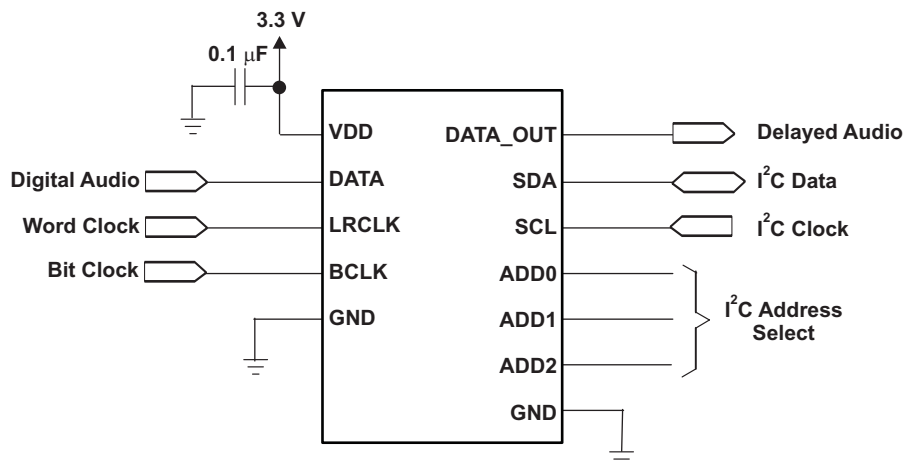 3.3 V
0.1 μF
VDD
DATA_OUT
Delayed Audio
Digital Audio
DATA
SDA
I²C Data
Word Clock
LRCLK
SCL
I²C Clock
Bit Clock
BCLK
ADD0
GND
ADD1
I²C Address
Select
ADD2
GND